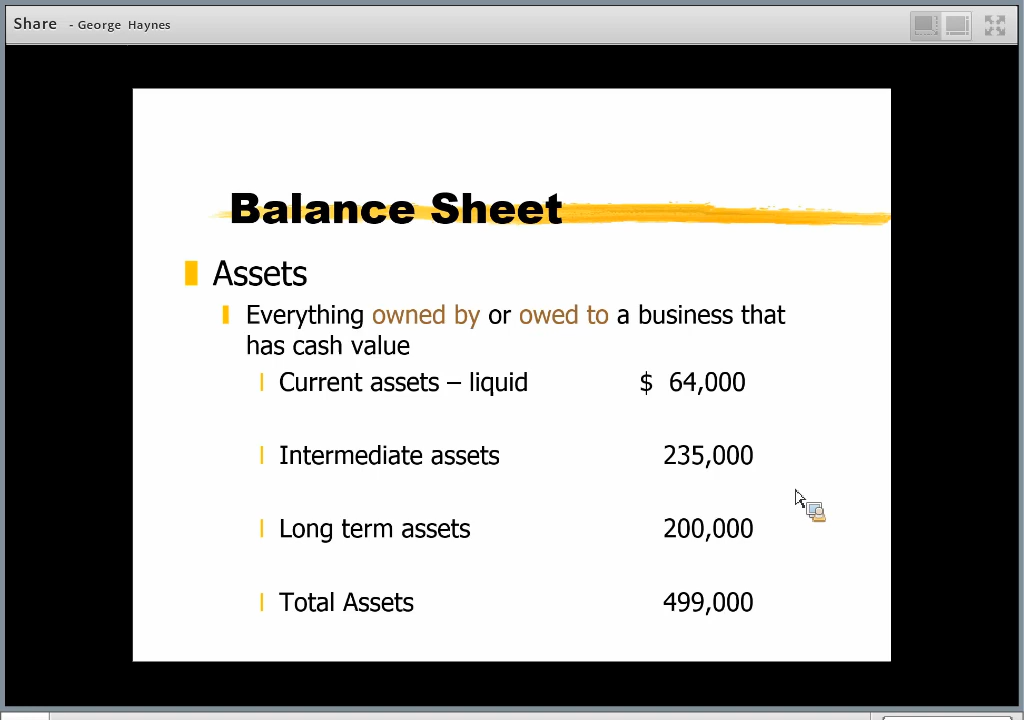 Share - George Haynes
Balance Sheet
Assets
Everything owned by or owed to a business that
has cash value
Current assets – liquid $ 64,000
Intermediate assets 235,000
Long term assets 200,000
Total Assets 499,000